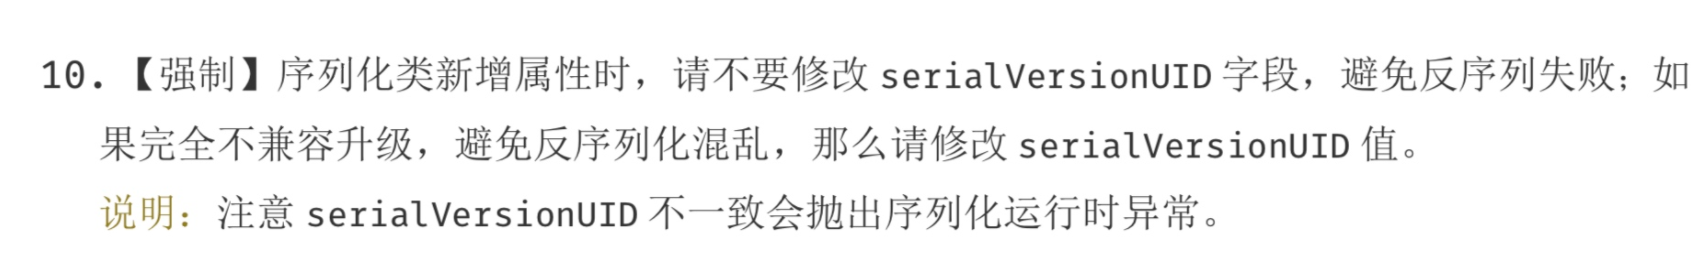 10.【强制】序列化类新增属性时，请不要修改 serialVersionUID 字段，避免反序列失败；如
果完全不兼容升级，避免反序列化混乱，那么请修改 serialVersionUID 值。
说明：注意 serialVersionUID 不一致会抛出序列化运行时异常。